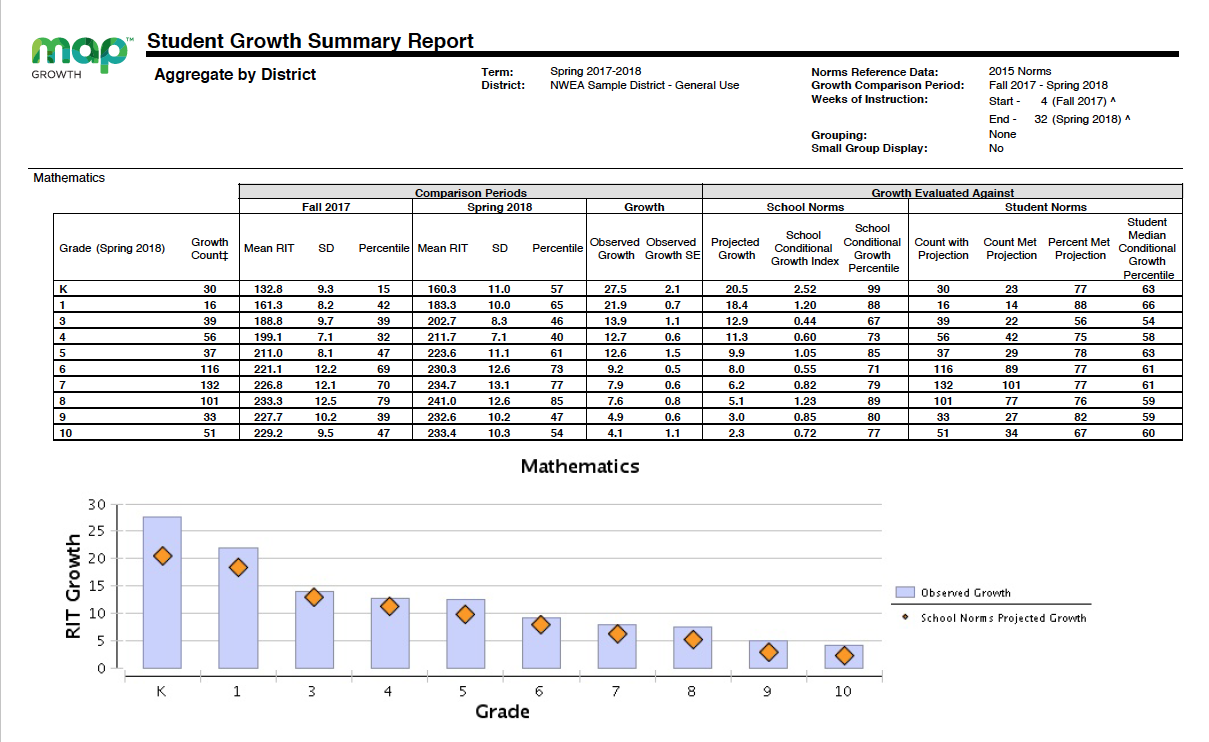 map™
GROWTH
Student Growth Summary Report
Aggregate by District
Term: Spring 2017-2018
District: NWEA Sample District - General Use
Norms Reference Data: 2015 Norms
Growth Comparison Period: Fall 2017 - Spring 2018
Weeks of Instruction: Start - 4 (Fall 2017) ^
End - 32 (Spring 2018) ^
Grouping: None
Small Group Display: No
Mathematics
Comparison Periods Growth Evaluated Against
Fall 2017 Spring 2018 Growth School Norms Student Norms
Grade (Spring 2018) Growth Count‡ Mean RIT SD Percentile Mean RIT SD Percentile Observed Growth Observed Growth SE Projected Growth School Conditional Growth Index School Conditional Growth Percentile Count with Projection Count Met Projection Percent Met Projection Student Median Conditional Growth Percentile
K 30 132.8 9.3 15 160.3 11.0 57 27.5 2.1 20.5 2.52 99 30 23 77 63
1 16 161.3 8.2 42 183.3 10.0 65 21.9 0.7 18.4 1.20 88 16 14 88 66
3 39 188.8 9.7 39 202.7 8.3 46 13.9 1.1 12.9 0.44 67 39 22 56 54
4 56 199.1 7.1 32 211.7 7.1 40 12.7 0.6 11.3 0.60 73 56 42 75 58
5 37 211.0 8.1 47 223.6 11.1 61 12.6 1.5 9.9 1.05 85 37 29 78 63
6 116 221.1 12.2 69 230.3 12.6 73 9.2 0.5 8.0 0.55 71 116 89 77 61
7 132 226.8 12.1 70 234.7 13.1 77 7.9 0.6 6.2 0.82 79 132 101 77 61
8 101 233.3 12.5 79 241.0 12.6 85 7.6 0.8 5.1 1.23 89 101 77 76 59
9 33 227.7 10.2 39 232.6 10.2 47 4.9 0.6 3.0 0.85 80 33 27 82 59
10 51 229.2 9.5 47 233.4 10.3 54 4.1 1.1 2.3 0.72 77 51 34 67 60
Mathematics
RIT Growth
30
25
20
15
10
5
0
K 1 3 4 5 6 7 8 9 10
Grade
Observed Growth
School Norms Projected Growth